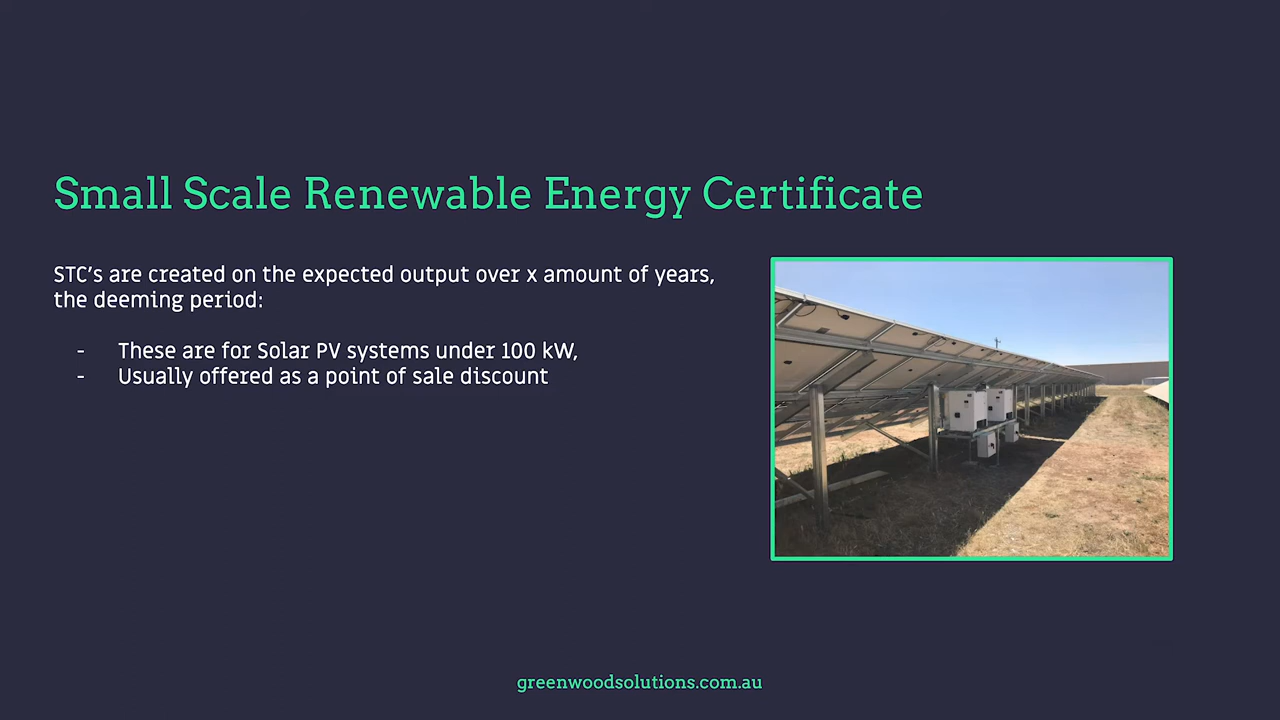 Small Scale Renewable Energy Certificate
STC’s are created on the expected output over x amount of years,
the deeming period:
- These are for Solar PV systems under 100 kW,
- Usually offered as a point of sale discount
greenwoodsolutions.com.au